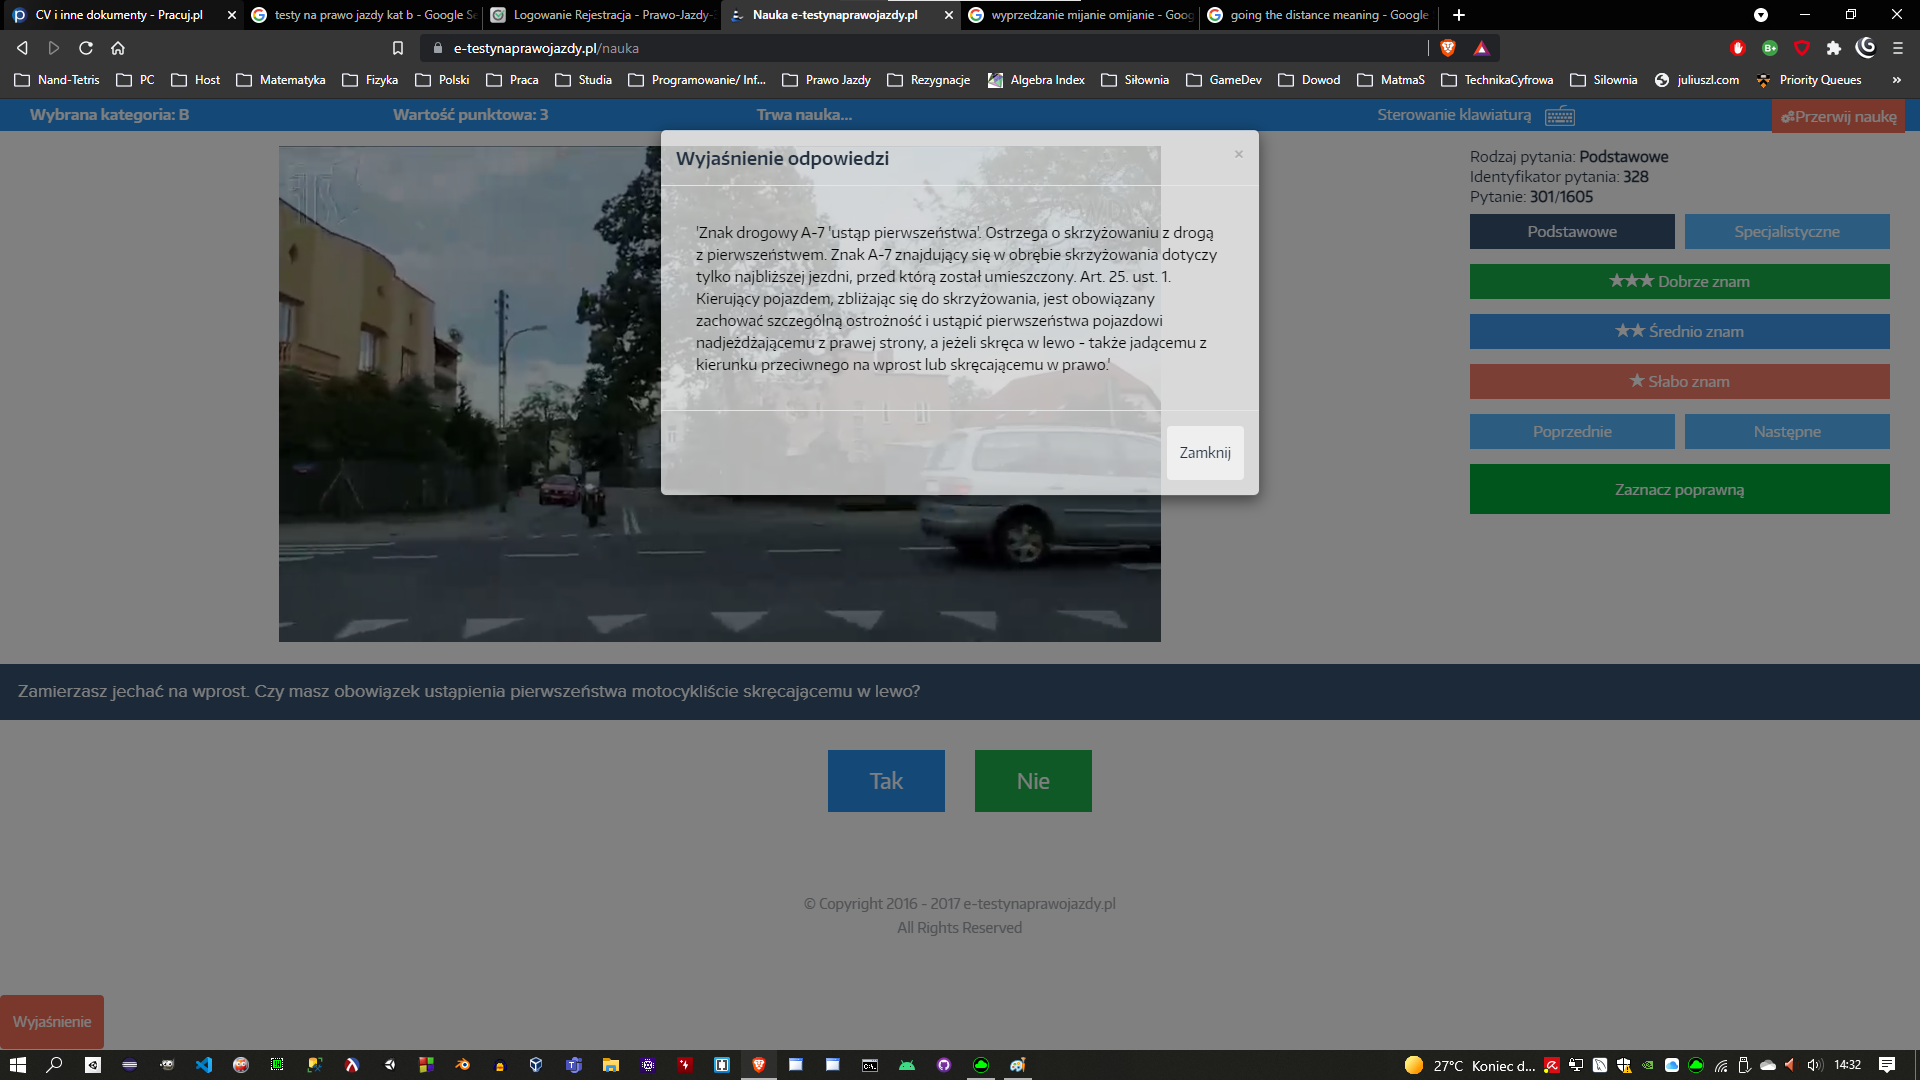 CV i inne dokumenty - Pracuj.pl
testy na prawo jazdy kat b - Google Se
Logowanie Rejestracja - Prawo-Jazdy-
Nauka e-testynaprawojazdy.pl
wyprzedzanie mijanie omijanie - Goog
going the distance meaning - Google
e-testynaprawojazdy.pl/nauka
Nand-Tetris
PC
Host
Matematyka
Fizyka
Polski
Praca
Studia
Programowanie/ Inf...
Prawo Jazdy
Rezygnacje
Algebra Index
Siłownia
GameDev
Dowod
MatmaS
TechnikaCyfrowa
Silownia
juliuszl.com
Priority Queues
»
Wybrana kategoria: B
Wartość punktowa: 3
Trwa nauka...
Sterowanie klawiaturą
Przerwij naukę
Wyjaśnienie odpowiedzi
×
'Znak drogowy A-7 'ustąp pierwszeństwa'. Ostrzega o skrzyżowaniu z drogą
z pierwszeństwem. Znak A-7 znajdujący się w obrębie skrzyżowania dotyczy
tylko najbliższej jezdni, przed którą został umieszczony. Art. 25. ust. 1.
Kierujący pojazdem, zbliżając się do skrzyżowania, jest obowiązany
zachować szczególną ostrożność i ustąpić pierwszeństwa pojazdowi
nadjeżdżającemu z prawej strony, a jeżeli skręca w lewo - także jadącemu z
kierunku przeciwnego na wprost lub skręcającemu w prawo.'
Zamknij
Rodzaj pytania: Podstawowe
Identyfikator pytania: 328
Pytanie: 301/1605
Podstawowe
Specjalistyczne
★★★ Dobrze znam
★★ Średnio znam
★ Słabo znam
Poprzednie
Następne
Zaznacz poprawną
Zamierzasz jechać na wprost. Czy masz obowiązek ustąpienia pierwszeństwa motocykliście skręcającemu w lewo?
Tak
Nie
© Copyright 2016 - 2017 e-testynaprawojazdy.pl
All Rights Reserved
Wyjaśnienie
27°C Koniec d...
14:32